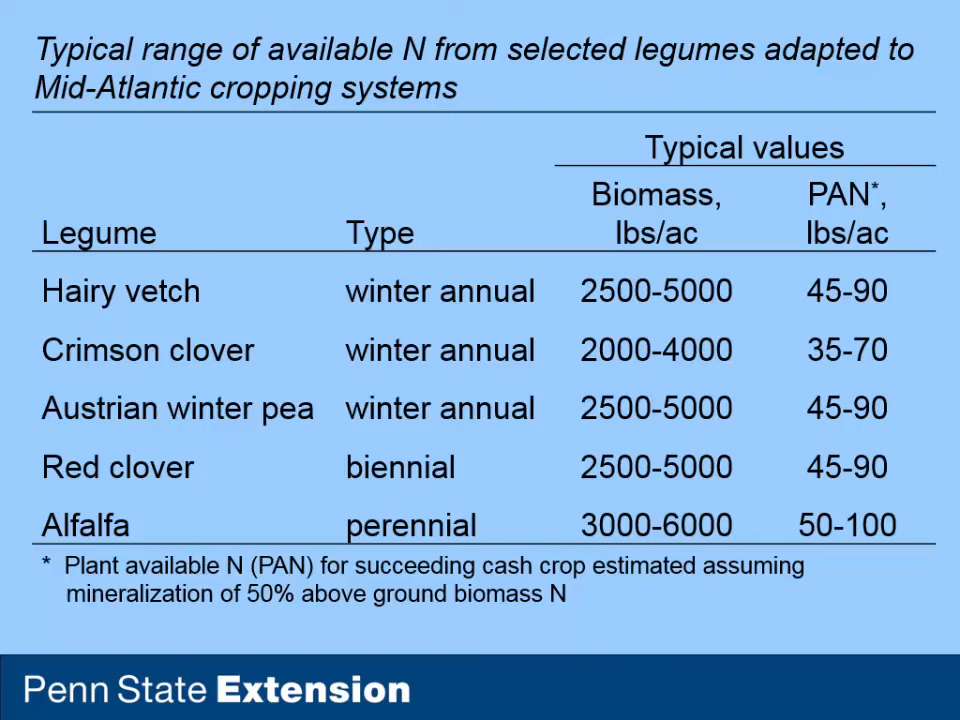 Typical range of available N from selected legumes adapted to
Mid-Atlantic cropping systems
Typical values
Biomass, PAN*,
Legume Type lbs/ac lbs/ac
Hairy vetch winter annual 2500-5000 45-90
Crimson clover winter annual 2000-4000 35-70
Austrian winter pea winter annual 2500-5000 45-90
Red clover biennial 2500-5000 45-90
Alfalfa perennial 3000-6000 50-100
* Plant available N (PAN) for succeeding cash crop estimated assuming
mineralization of 50% above ground biomass N
Penn State Extension